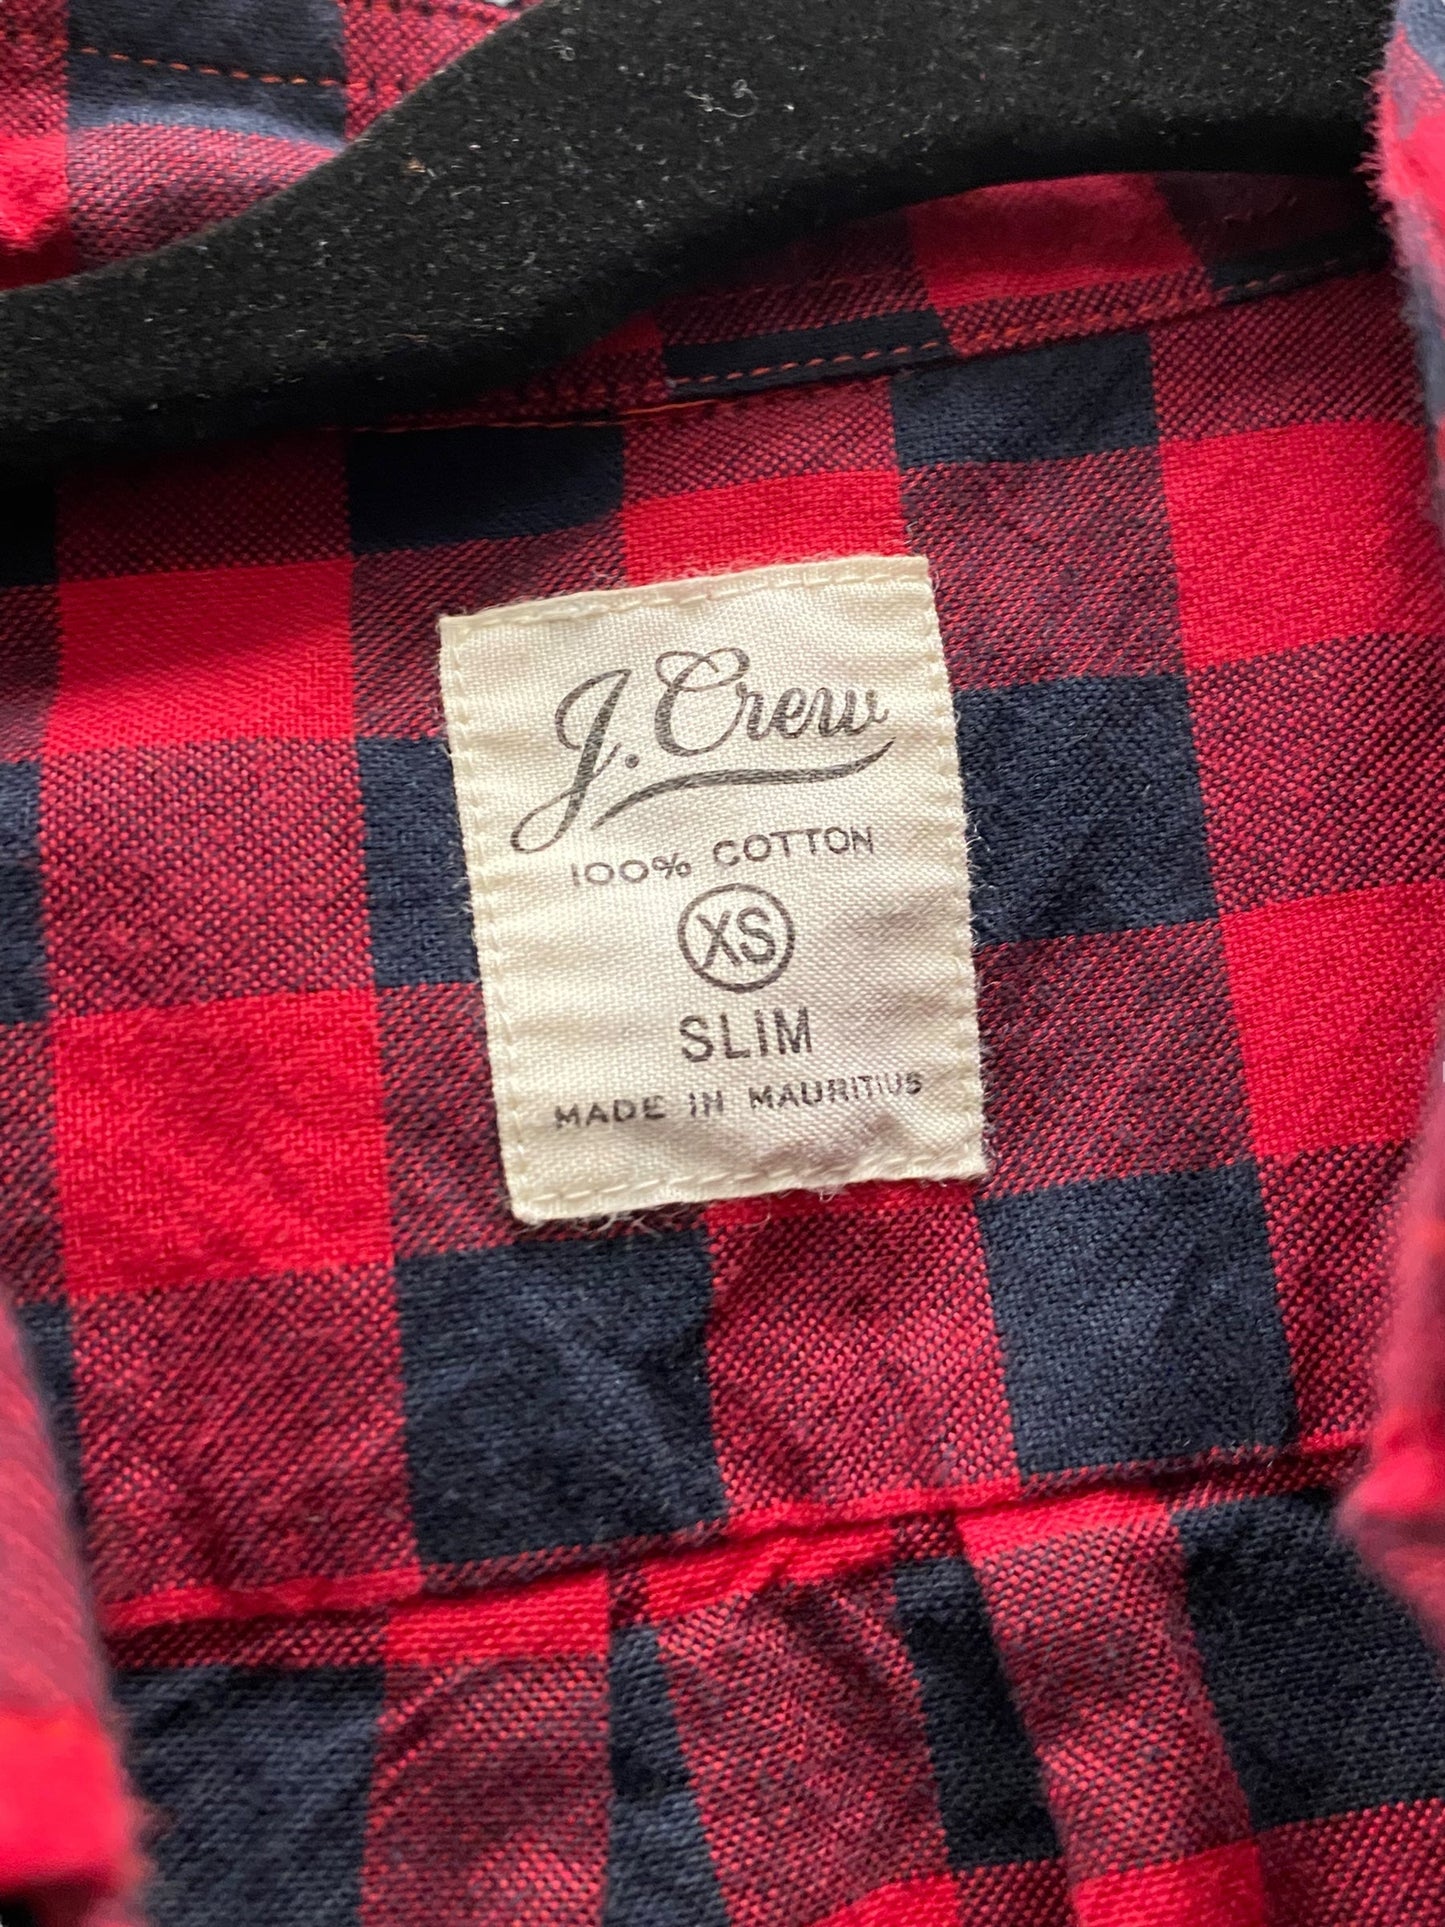 J.Crew
100% COTTON
XS
SLIM
MADE IN MAURITIUS